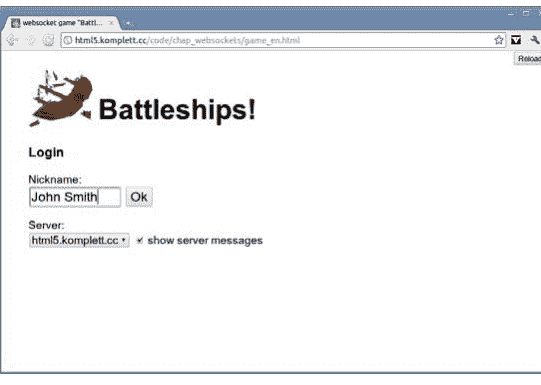 websocket game "Battl...
html5.komplett.cc/code/chap_websockets/game_en.html
Reload
Battleships!
Login
Nickname:
John Smith
Ok
Server:
html5.komplett.cc
show server messages